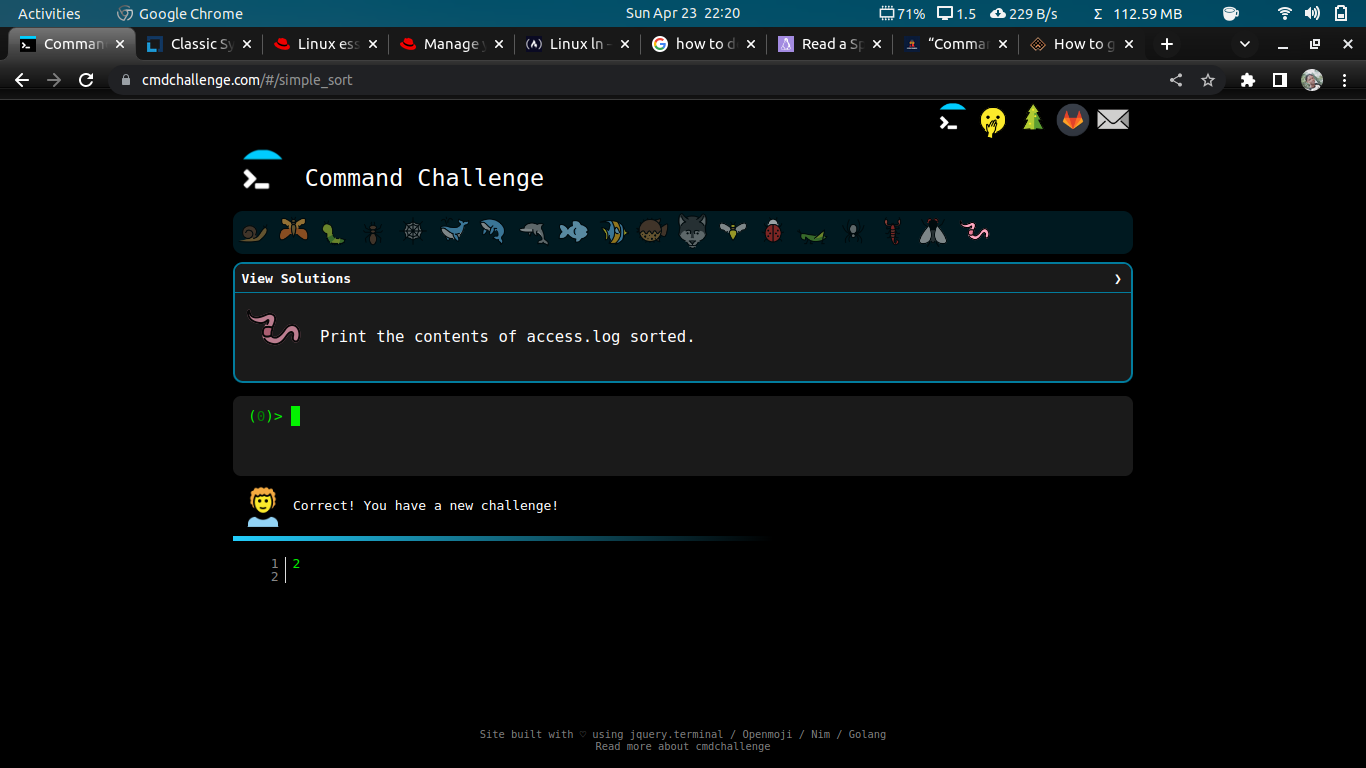 Activities Google Chrome Sun Apr 23 22:20 71% 1.5 229 B/s Σ 112.59 MB
Comman Classic Sy Linux ess Manage y Linux ln – how to d Read a Sp “Comma How to g
cmdchallenge.com/#/simple_sort
Command Challenge
View Solutions
Print the contents of access.log sorted.
(0)>
Correct! You have a new challenge!
1 2
2
Site built with ♡ using jquery.terminal / Openmoji / Nim / Golang
Read more about cmdchallenge